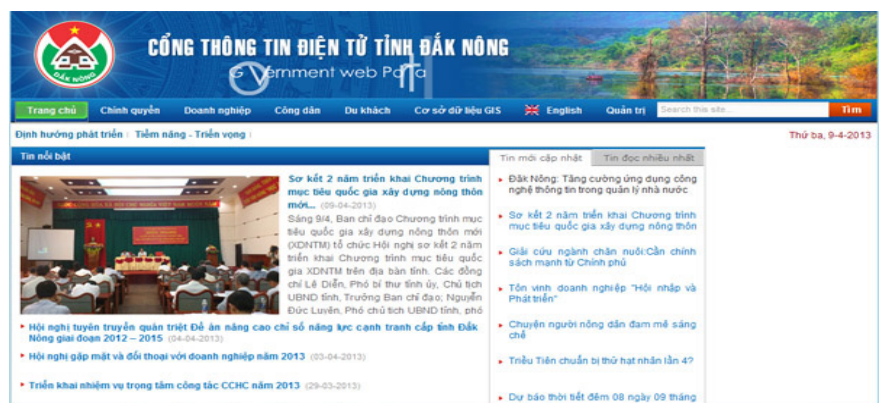 ĐẮK NÔNG
CỔNG THÔNG TIN ĐIỆN TỬ TỈNH ĐẮK NÔNG
Government web Portal
Trang chủ Chính quyền Doanh nghiệp Công dân Du khách Cơ sở dữ liệu GIS English Quản trị Search this site... Tìm
Định hướng phát triển Tiềm năng - Triển vọng
Thứ ba, 9-4-2013
Tin nổi bật
Sơ kết 2 năm triển khai Chương trình
mục tiêu quốc gia xây dựng nông thôn
mới... (09-04-2013)
Sáng 9/4, Ban chỉ đạo Chương trình mục
tiêu quốc gia xây dựng nông thôn mới
(XDNTM) tổ chức Hội nghị sơ kết 2 năm
triển khai Chương trình mục tiêu quốc
gia XDNTM trên địa bàn tỉnh. Các đồng
chí Lê Diễn, Phó bí thư tỉnh ủy, Chủ tịch
UBND tỉnh, Trưởng Ban chỉ đạo; Nguyễn
Đức Luyện, Phó chủ tịch UBND tỉnh, phó
Hội nghị tuyên truyền quán triệt Đề án nâng cao chỉ số năng lực cạnh tranh cấp tỉnh Đắk
Nông giai đoạn 2012 – 2015 (04-04-2013)
Hội nghị gặp mặt và đối thoại với doanh nghiệp năm 2013 (03-04-2013)
Triển khai nhiệm vụ trọng tâm công tác CCHC năm 2013 (29-03-2013)
Tin mới cập nhật Tin đọc nhiều nhất
Đăk Nông: Tăng cường ứng dụng công
nghệ thông tin trong quản lý nhà nước
Sơ kết 2 năm triển khai Chương trình
mục tiêu quốc gia xây dựng nông thôn
Giải cứu ngành chăn nuôi:Cần chính
sách mạnh từ Chính phủ
Tôn vinh doanh nghiệp "Hội nhập và
Phát triển"
Chuyện người nông dân đam mê sáng
chế
Triều Tiên chuẩn bị thử hạt nhân lần 4?
Dự báo thời tiết đêm 08 ngày 09 tháng